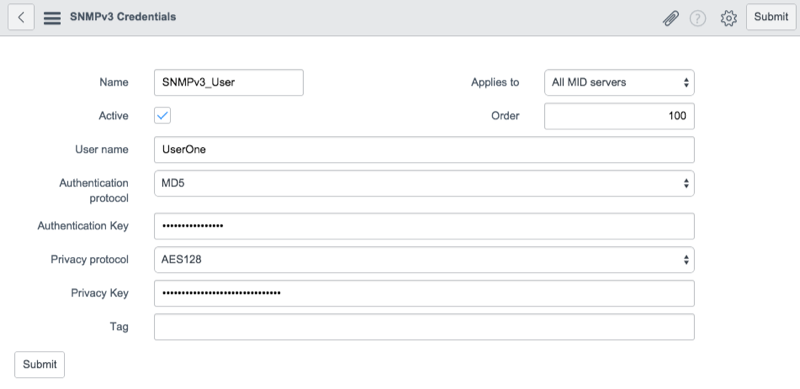 SNMPv3 Credentials
Submit
Name SNMPv3_User Applies to All MID servers
Active Order 100
User name UserOne
Authentication protocol MD5
Authentication Key ••••••••••••••••
Privacy protocol AES128
Privacy Key •••••••••••••••••••••••••••••••
Tag
Submit